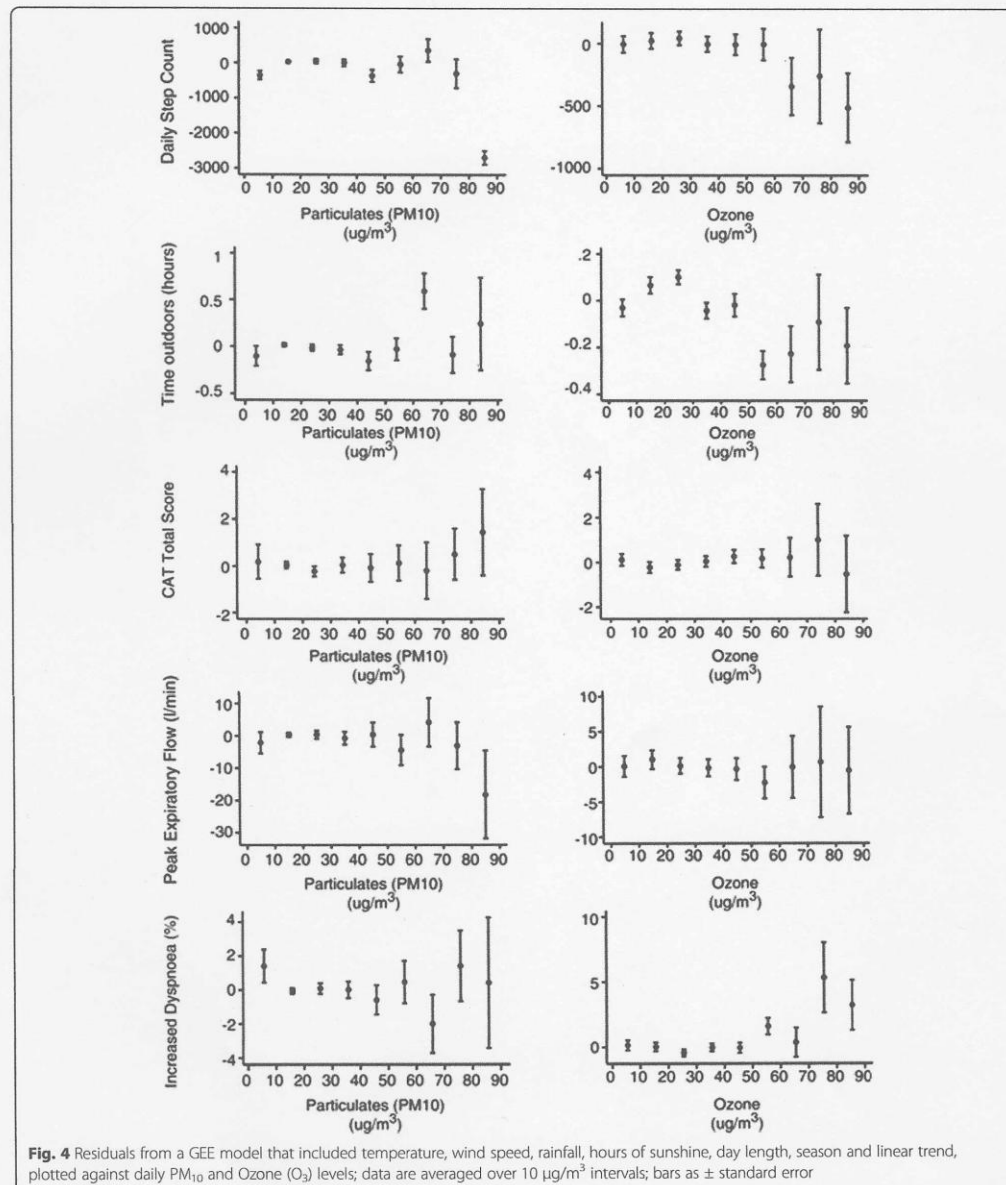 Daily Step Count
1000
0
-1000
-2000
-3000
0 10 20 30 40 50 60 70 80 90
Particulates (PM10)
(ug/m³)
0
-500
-1000
0 10 20 30 40 50 60 70 80 90
Ozone
(ug/m³)
Time outdoors (hours)
1
0.5
0
-0.5
0 10 20 30 40 50 60 70 80 90
Particulates (PM10)
(ug/m³)
.2
0
-0.2
-0.4
0 10 20 30 40 50 60 70 80 90
Ozone
(ug/m³)
CAT Total Score
4
2
0
-2
0 10 20 30 40 50 60 70 80 90
Particulates (PM10)
(ug/m³)
4
2
0
-2
0 10 20 30 40 50 60 70 80 90
Ozone
(ug/m³)
Peak Expiratory Flow (l/min)
10
0
-10
-20
-30
0 10 20 30 40 50 60 70 80 90
Particulates (PM10)
(ug/m³)
10
5
0
-5
-10
0 10 20 30 40 50 60 70 80 90
Ozone
(ug/m³)
Increased Dyspnoea (%)
4
2
0
-2
-4
0 10 20 30 40 50 60 70 80 90
Particulates (PM10)
(ug/m³)
10
5
0
0 10 20 30 40 50 60 70 80 90
Ozone
(ug/m³)
Fig. 4 Residuals from a GEE model that included temperature, wind speed, rainfall, hours of sunshine, day length, season and linear trend,
plotted against daily PM₁₀ and Ozone (O₃) levels; data are averaged over 10 µg/m³ intervals; bars as ± standard error